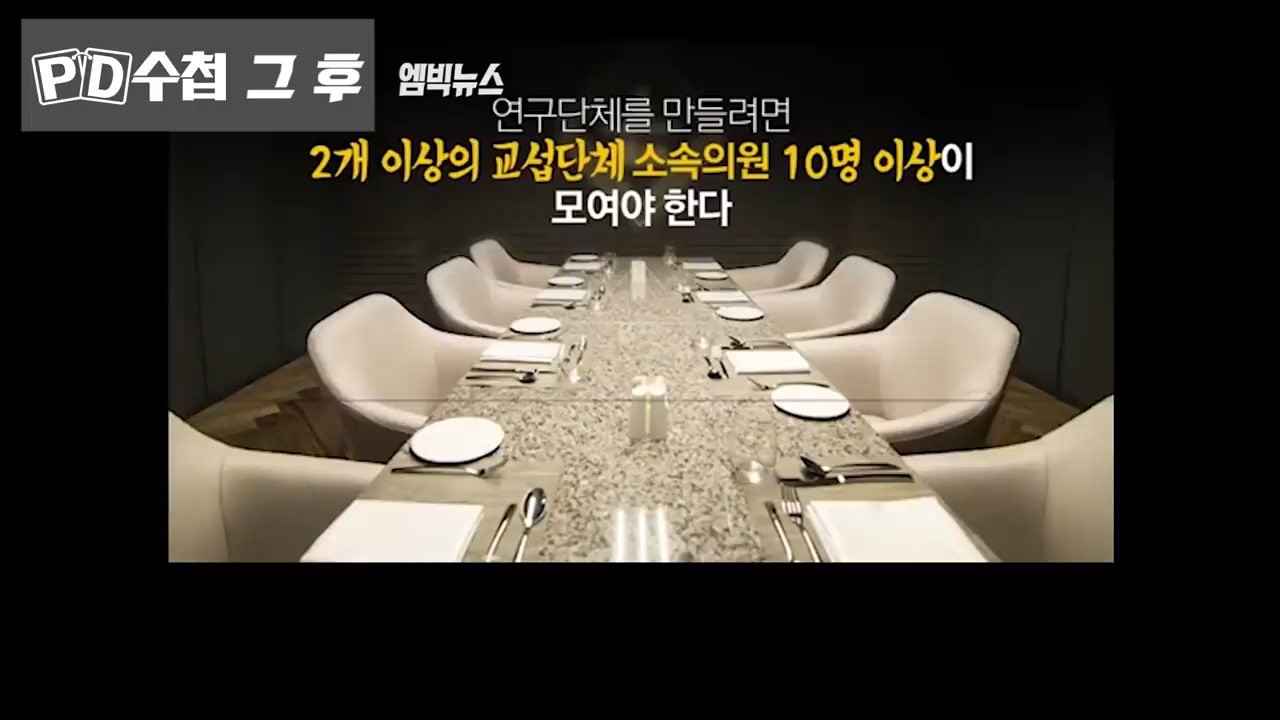 PD수첩 그 후
엠빅뉴스
연구단체를 만들려면
2개 이상의 교섭단체 소속의원 10명 이상이
모여야 한다